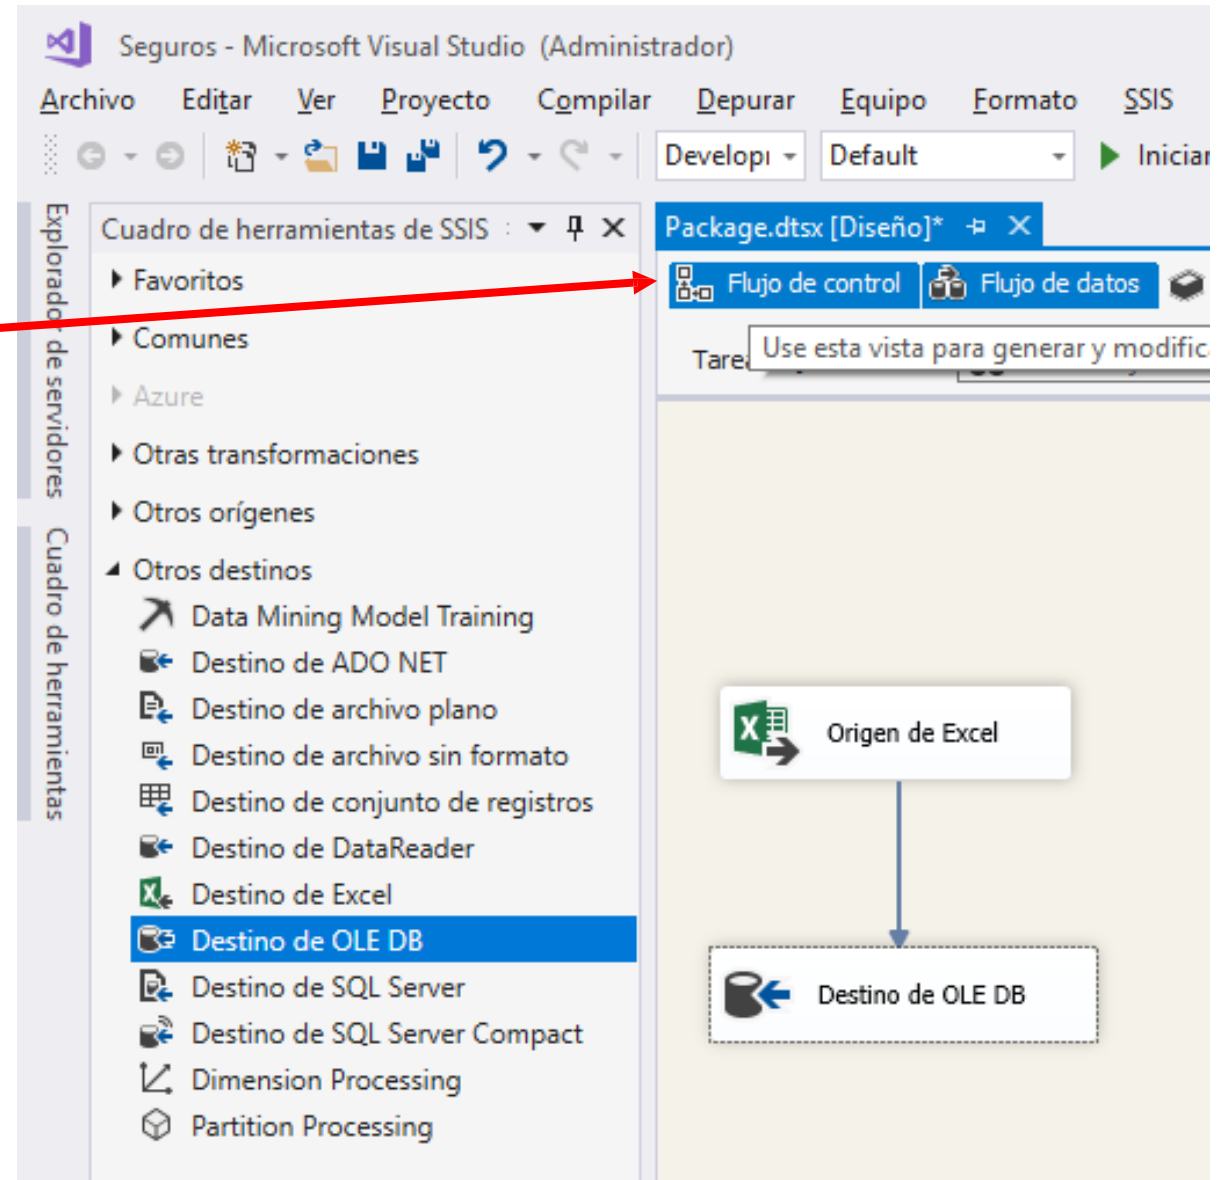 Seguros - Microsoft Visual Studio (Administrador)
Archivo Editar Ver Proyecto Compilar Depurar Equipo Formato SSIS
Developı Default Iniciar
Explorador de servidores
Cuadro de herramientas
Cuadro de herramientas de SSIS
Favoritos
Comunes
Azure
Otras transformaciones
Otros orígenes
Otros destinos
Data Mining Model Training
Destino de ADO NET
Destino de archivo plano
Destino de archivo sin formato
Destino de conjunto de registros
Destino de DataReader
Destino de Excel
Destino de OLE DB
Destino de SQL Server
Destino de SQL Server Compact
Dimension Processing
Partition Processing
Package.dtsx [Diseño]*
Flujo de control Flujo de datos
Use esta vista para generar y modific
Tarea
Origen de Excel
Destino de OLE DB